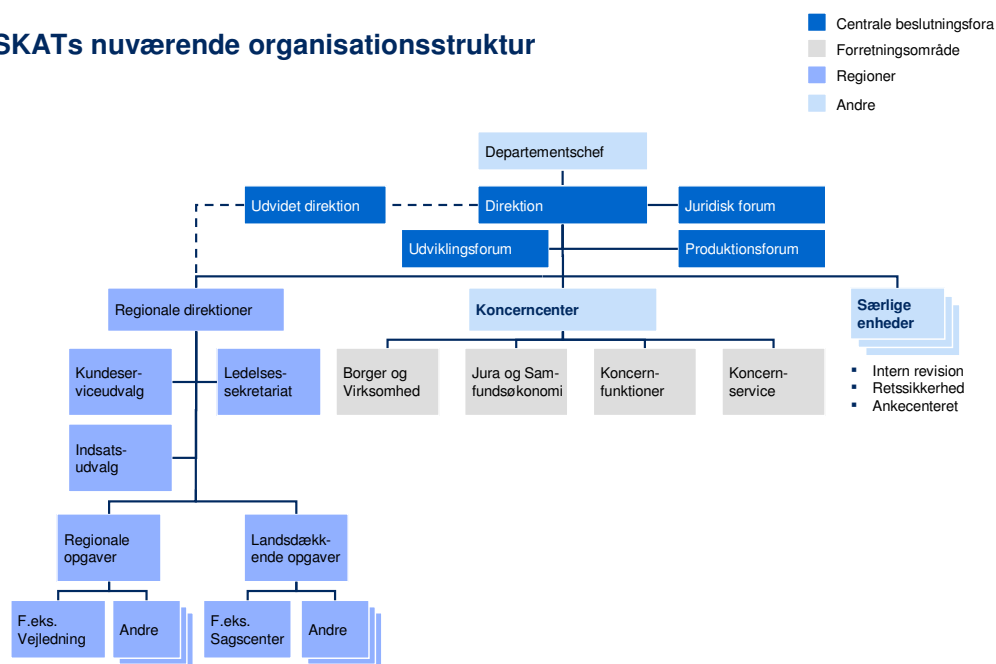 SKATs nuværende organisationsstruktur
Centrale beslutningsfora
Forretningsområde
Regioner
Andre
Departementschef
Udvidet direktion
Direktion
Juridisk forum
Udviklingsforum
Produktionsforum
Regionale direktioner
Koncerncenter
Særlige
enheder
Kundeser-
viceudvalg
Ledelses-
sekretariat
Borger og
Virksomhed
Jura og Sam-
fundsøkonomi
Koncern-
funktioner
Koncern-
service
▪ Intern revision
▪ Retssikkerhed
▪ Ankecenteret
Indsats-
udvalg
Regionale
opgaver
Landsdækk-
ende opgaver
F.eks.
Vejledning
Andre
F.eks.
Sagscenter
Andre